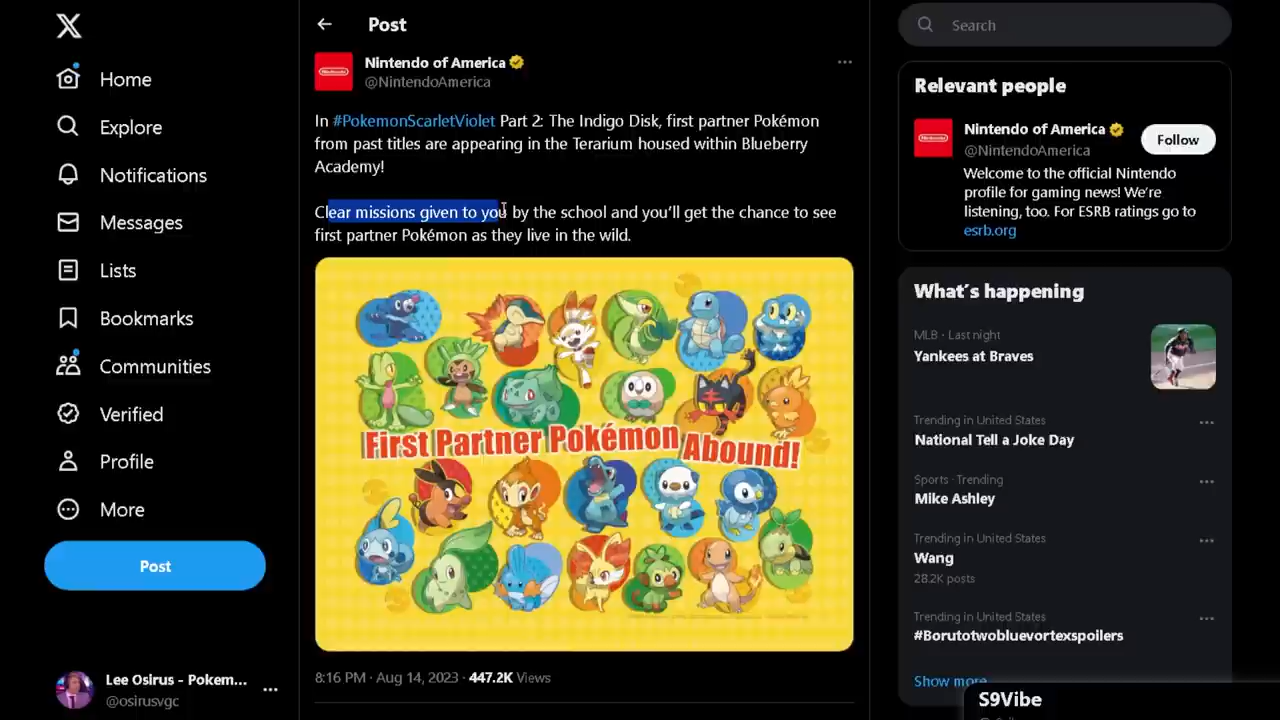 Home
Explore
Notifications
Messages
Lists
Bookmarks
Communities
Verified
Profile
More
Post
Lee Osirus - Pokem...
@osirusvgc
Post
Nintendo of America
@NintendoAmerica
In #PokemonScarletViolet Part 2: The Indigo Disk, first partner Pokémon
from past titles are appearing in the Terarium housed within Blueberry
Academy!
Clear missions given to you by the school and you’ll get the chance to see
first partner Pokémon as they live in the wild.
First Partner Pokémon Abound!
8:16 PM · Aug 14, 2023 · 447.2K Views
Search
Relevant people
Nintendo of America
@NintendoAmerica
Follow
Welcome to the official Nintendo
profile for gaming news! We’re
listening, too. For ESRB ratings go to
esrb.org
What’s happening
MLB · Last night
Yankees at Braves
Trending in United States
National Tell a Joke Day
Sports · Trending
Mike Ashley
Trending in United States
Wang
28.2K posts
Trending in United States
#Borutotwobluevortexspoilers
Show more
S9Vibe